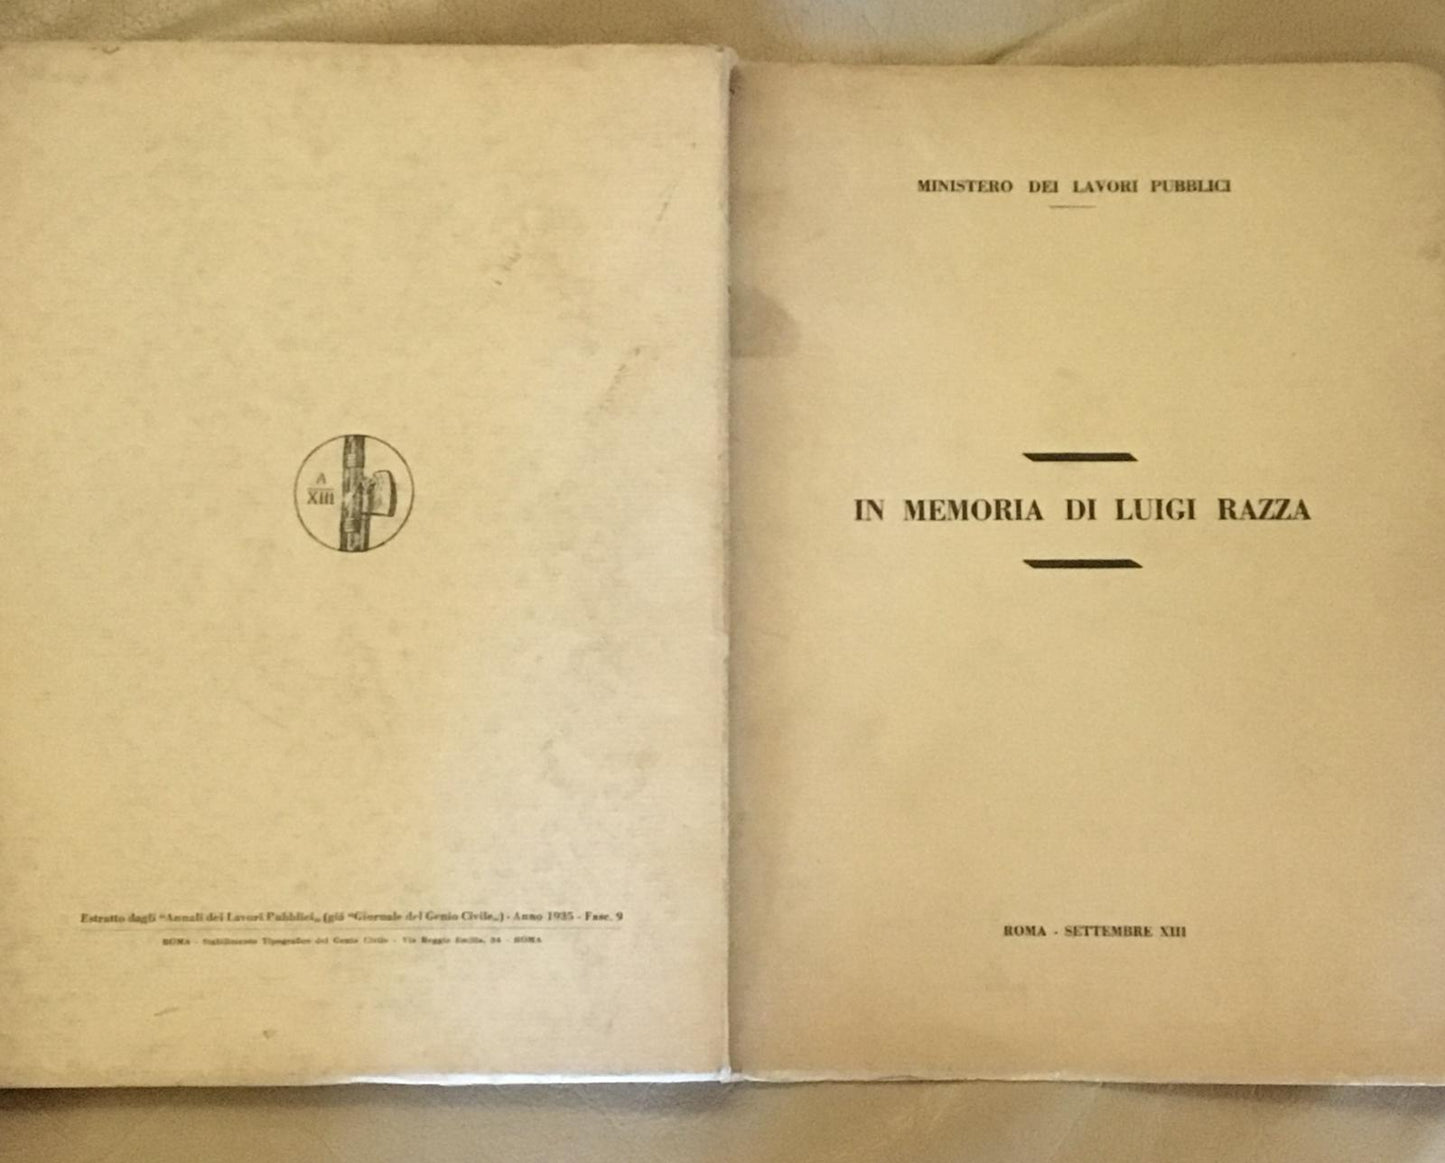 A
XIII
Estratto dagli "Annali dei Lavori Pubblici„ (già "Giornale del Genio Civile„) - Anno 1935 - Fasc. 9
ROMA - Stabilimento Tipografico del Genio Civile - Via Reggio Emilia, 34 - ROMA
MINISTERO DEI LAVORI PUBBLICI
IN MEMORIA DI LUIGI RAZZA
ROMA - SETTEMBRE XIII